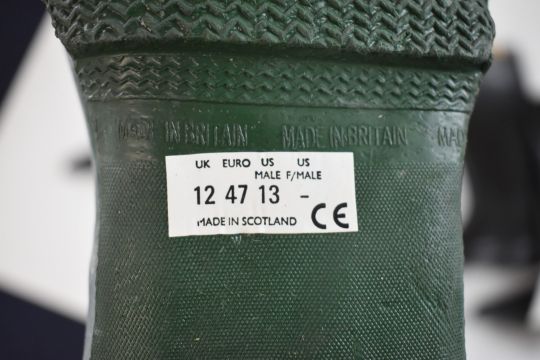 MADE IN BRITAIN MADE IN BRITAIN MAD
UK EURO US US
MALE F/MALE
12 47 13 -
MADE IN SCOTLAND CE